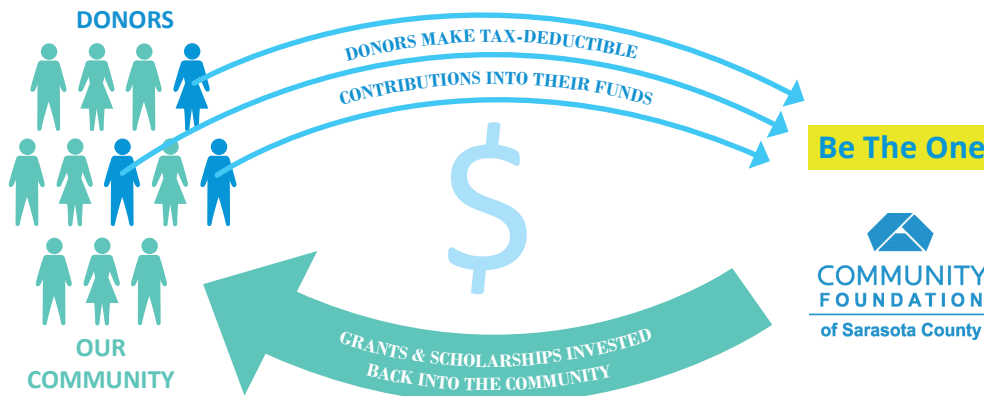 DONORS
DONORS MAKE TAX-DEDUCTIBLE
CONTRIBUTIONS INTO THEIR FUNDS
$
Be The One
COMMUNITY
FOUNDATION
of Sarasota County
GRANTS & SCHOLARSHIPS INVESTED
BACK INTO THE COMMUNITY
OUR
COMMUNITY